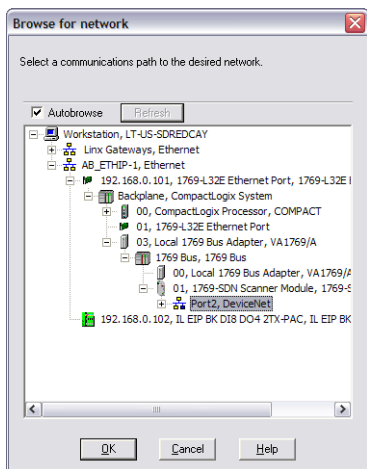 Browse for network
Select a communications path to the desired network.
Autobrowse Refresh
Workstation, LT-US-SDREDCAY
Linx Gateways, Ethernet
AB_ETHIP-1, Ethernet
192.168.0.101, 1769-L32E Ethernet Port, 1769-L32E
Backplane, CompactLogix System
00, CompactLogix Processor, COMPACT
01, 1769-L32E Ethernet Port
03, Local 1769 Bus Adapter, VA1769/A
1769 Bus, 1769 Bus
00, Local 1769 Bus Adapter, VA1769/A
01, 1769-SDN Scanner Module, 1769-S
Port2, DeviceNet
192.168.0.102, IL EIP BK DI8 DO4 2TX-PAC, IL EIP BK
OK Cancel Help